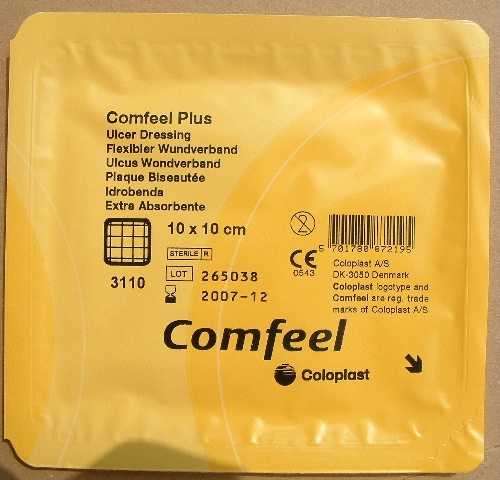 Comfeel Plus
Ulcer Dressing
Flexibler Wundverband
Ulcus Wondverband
Plaque Biseautée
Idrobenda
Extra Absorbente
10 x 10 cm
3110
STERILE R
LOT 265038
2007-12
2
5 701780 872195
CE
0543
Coloplast A/S
DK-3050 Denmark
Coloplast logotype and
Comfeel are reg. trade
marks of Coloplast A/S
Comfeel
Coloplast